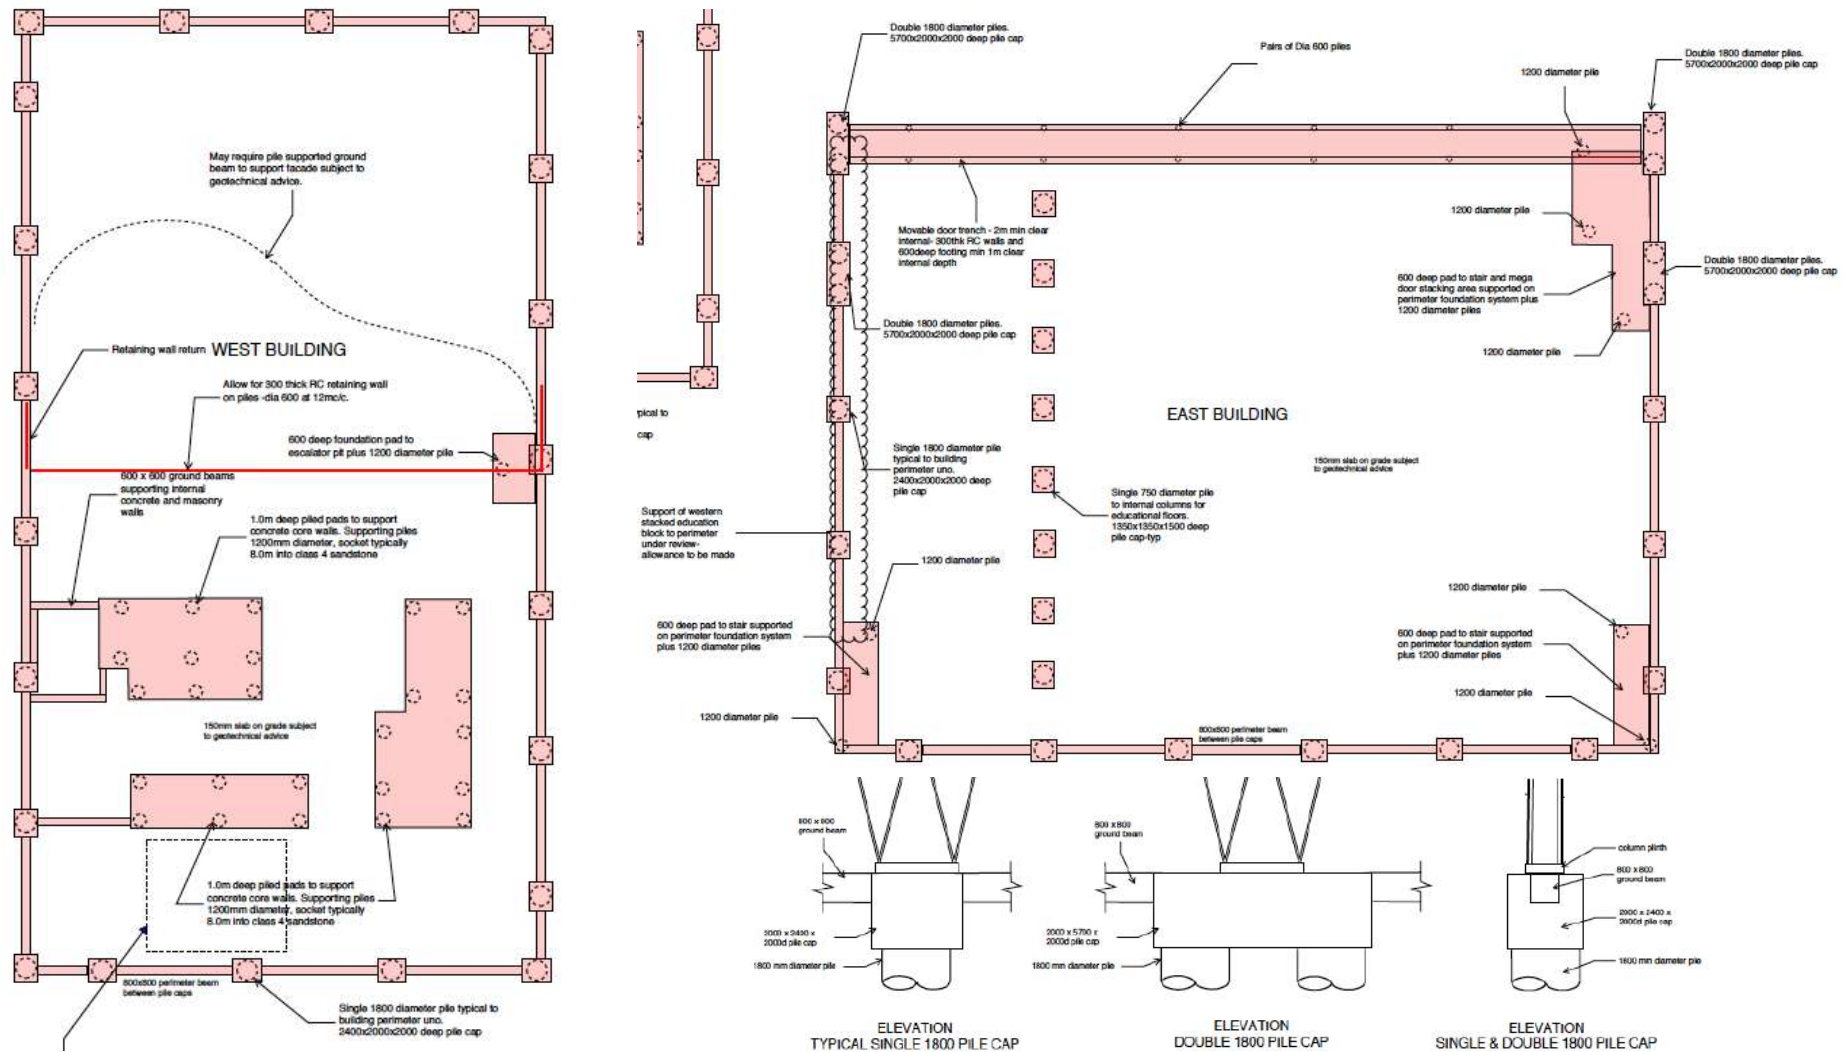 May require pile supported ground
beam to support facade subject to
geotechnical advice.
Retaining wall return
WEST BUILDING
Allow for 300 thick RC retaining wall
on piles -dia 600 at 12mc/c.
600 deep foundation pad to
escalator pit plus 1200 diameter pile
600 x 600 ground beams
supporting internal
concrete and masonry
walls
1.0m deep piled pads to support
concrete core walls. Supporting piles
1200mm diameter, socket typically
8.0m into class 4 sandstone
150mm slab on grade subject
to geotechnical advice
1.0m deep piled pads to support
concrete core walls. Supporting piles
1200mm diameter, socket typically
8.0m into class 4 sandstone
800x800 perimeter beam
between pile caps
Single 1800 diameter pile typical to
building perimeter uno.
2400x2000x2000 deep pile cap
ypical to
cap
Double 1800 diameter piles.
5700x2000x2000 deep pile cap
Pairs of Dia 600 piles
1200 diameter pile
Double 1800 diameter piles.
5700x2000x2000 deep pile cap
1200 diameter pile
Movable door trench - 2m min clear
internal- 300thk RC walls and
600deep footing min 1m clear
internal depth
Double 1800 diameter piles.
5700x2000x2000 deep pile cap
600 deep pad to stair and mega
door stacking area supported on
perimeter foundation system plus
1200 diameter piles
Double 1800 diameter piles.
5700x2000x2000 deep pile cap
1200 diameter pile
EAST BUILDING
Single 1800 diameter pile
typical to building
perimeter uno.
2400x2000x2000 deep
pile cap
150mm slab on grade subject
to geotechnical advice
Single 750 diameter pile
to internal columns for
educational floors.
1350x1350x1500 deep
pile cap-typ
Support of western
stacked education
block to perimeter
under review-
allowance to be made
1200 diameter pile
1200 diameter pile
600 deep pad to stair supported
on perimeter foundation system
plus 1200 diameter piles
600 deep pad to stair supported
on perimeter foundation system
plus 1200 diameter piles
1200 diameter pile
1200 diameter pile
800x800 perimeter beam
between pile caps
800 x 800
ground beam
2000 x 2400 x
2000d pile cap
1800 mm diameter pile
ELEVATION
TYPICAL SINGLE 1800 PILE CAP
800 x 800
ground beam
2000 x 5700 x
2000d pile cap
1800 mm diameter pile
ELEVATION
DOUBLE 1800 PILE CAP
column plinth
800 x 800
ground beam
2000 x 2400 x
2000d pile cap
1800 mm diameter pile
ELEVATION
SINGLE & DOUBLE 1800 PILE CAP